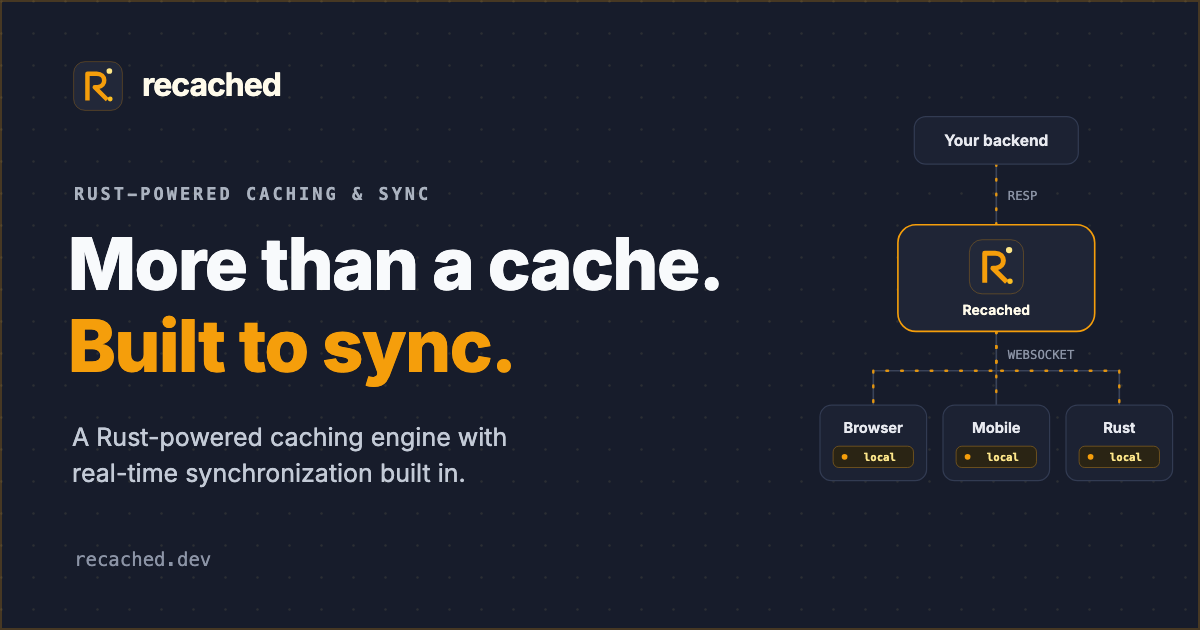 R
recached
RUST-POWERED CACHING & SYNC
More than a cache.
Built to sync.
A Rust-powered caching engine with
real-time synchronization built in.
recached.dev
Your backend
RESP
R
Recached
WEBSOCKET
Browser Mobile Rust
local local local